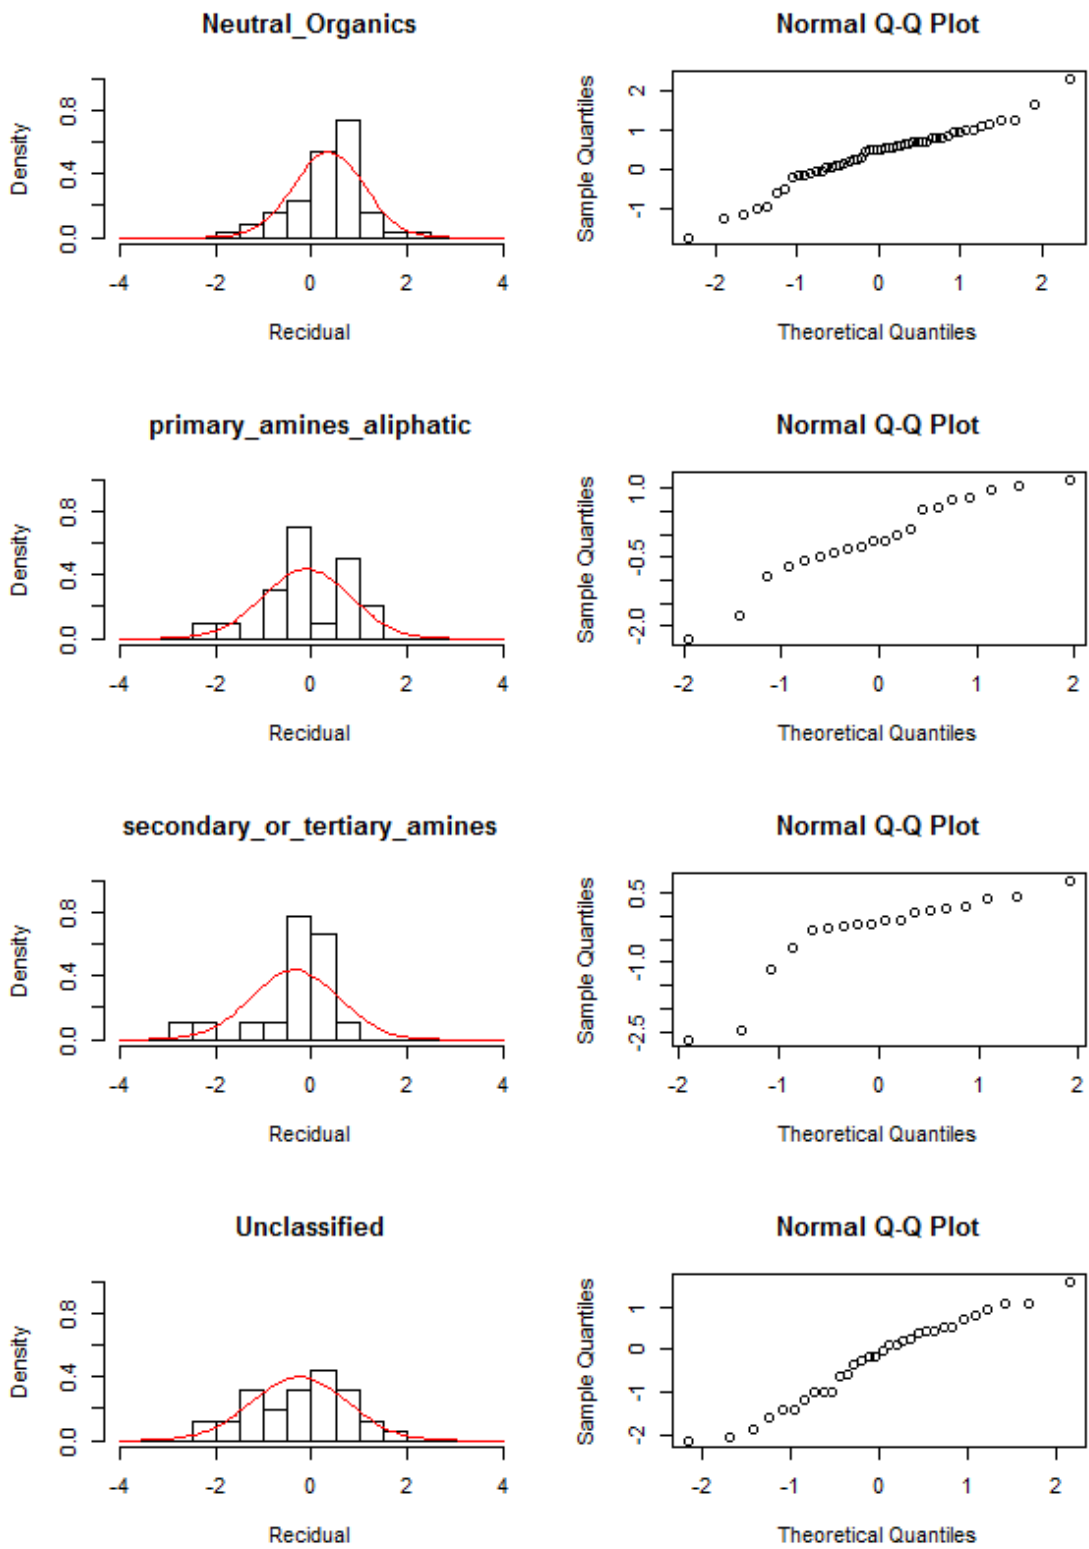 Neutral_Organics
Normal Q-Q Plot
Density
0.0 0.4 0.8
-4 -2 0 2 4
Recidual
Sample Quantiles
-1 0 1 2
-2 -1 0 1 2
Theoretical Quantiles
primary_amines_aliphatic
Normal Q-Q Plot
Density
0.0 0.4 0.8
-4 -2 0 2 4
Recidual
Sample Quantiles
-2.0 -0.5 1.0
-2 -1 0 1 2
Theoretical Quantiles
secondary_or_tertiary_amines
Normal Q-Q Plot
Density
0.0 0.4 0.8
-4 -2 0 2 4
Recidual
Sample Quantiles
-2.5 -1.0 0.5
-2 -1 0 1 2
Theoretical Quantiles
Unclassified
Normal Q-Q Plot
Density
0.0 0.4 0.8
-4 -2 0 2 4
Recidual
Sample Quantiles
-2 -1 0 1
-2 -1 0 1 2
Theoretical Quantiles